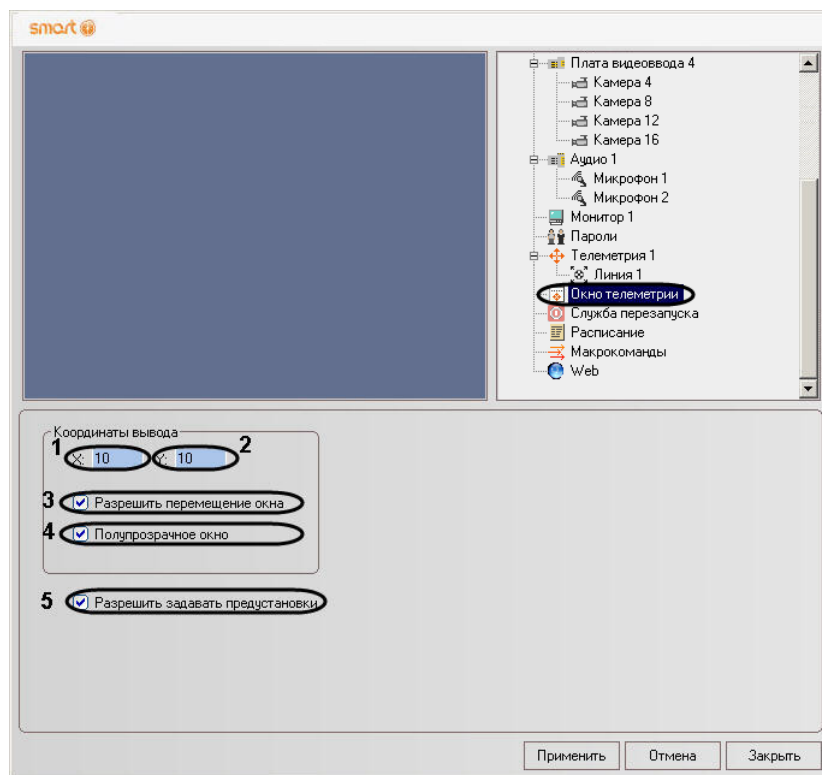 smart
Плата видеоввода 4
Камера 4
Камера 8
Камера 12
Камера 16
Аудио 1
Микрофон 1
Микрофон 2
Монитор 1
Пароли
Телеметрия 1
Линия 1
Окно телеметрии
Служба перезапуска
Расписание
Макрокоманды
Web
Координаты вывода
1 X: 10 Y: 10 2
3 Разрешить перемещение окна
4 Полупрозрачное окно
5 Разрешить задавать предустановки
Применить Отмена Закрыть